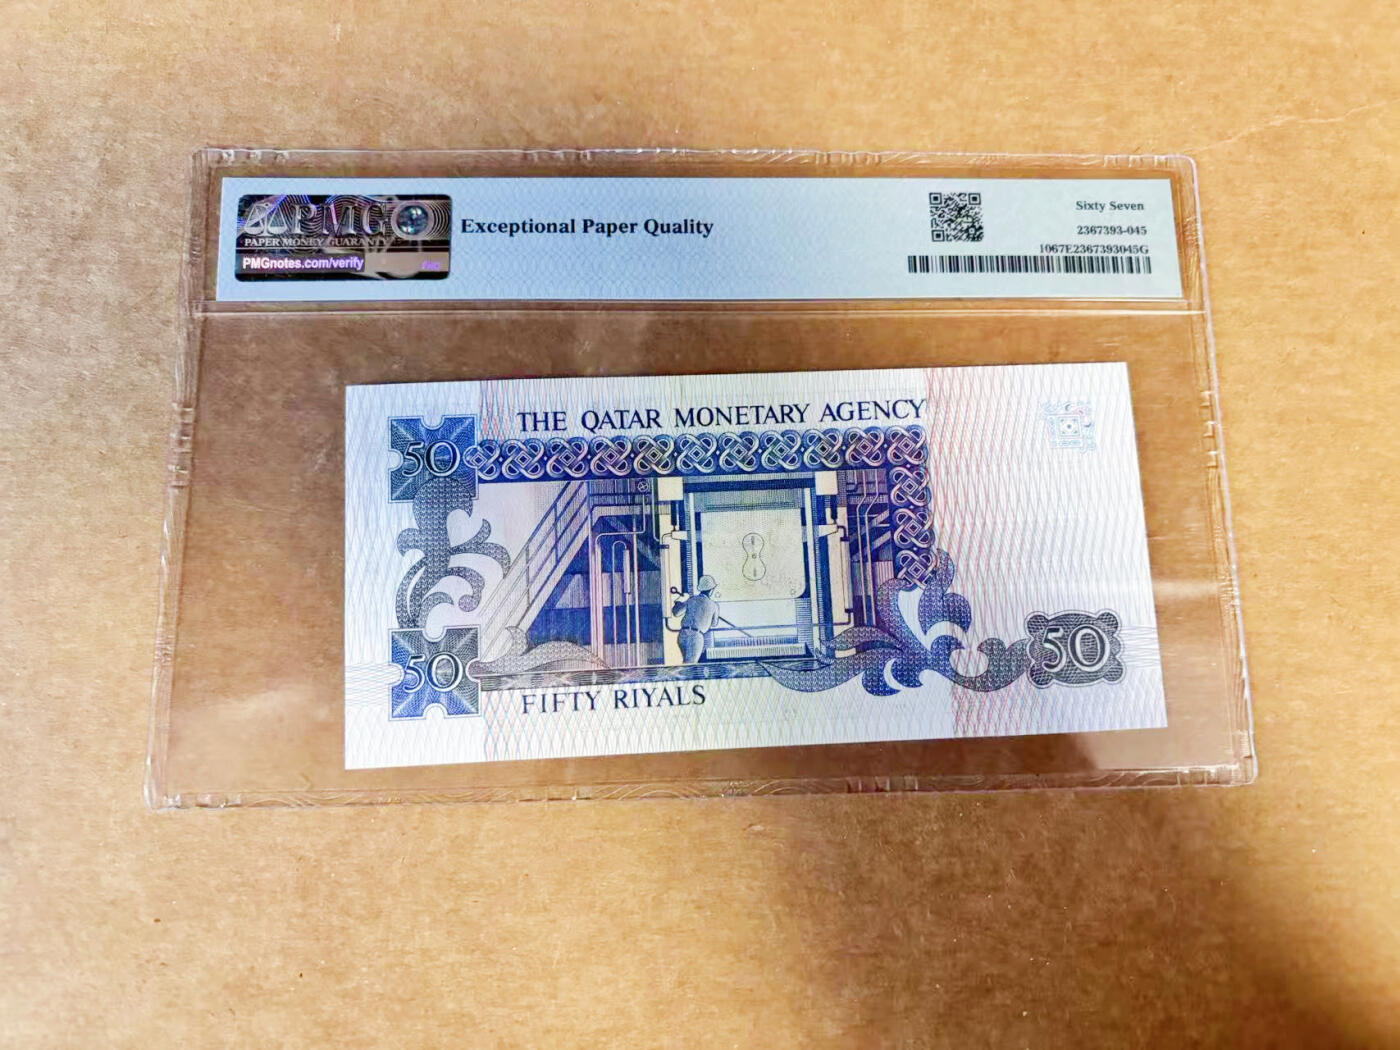 PMG
PAPER MONEY GUARANTY
PMGnotes.com/verify
Exceptional Paper Quality
Sixty Seven
2367393-045
1067E2367393045G
THE QATAR MONETARY AGENCY
50
50
50
FIFTY RIYALS